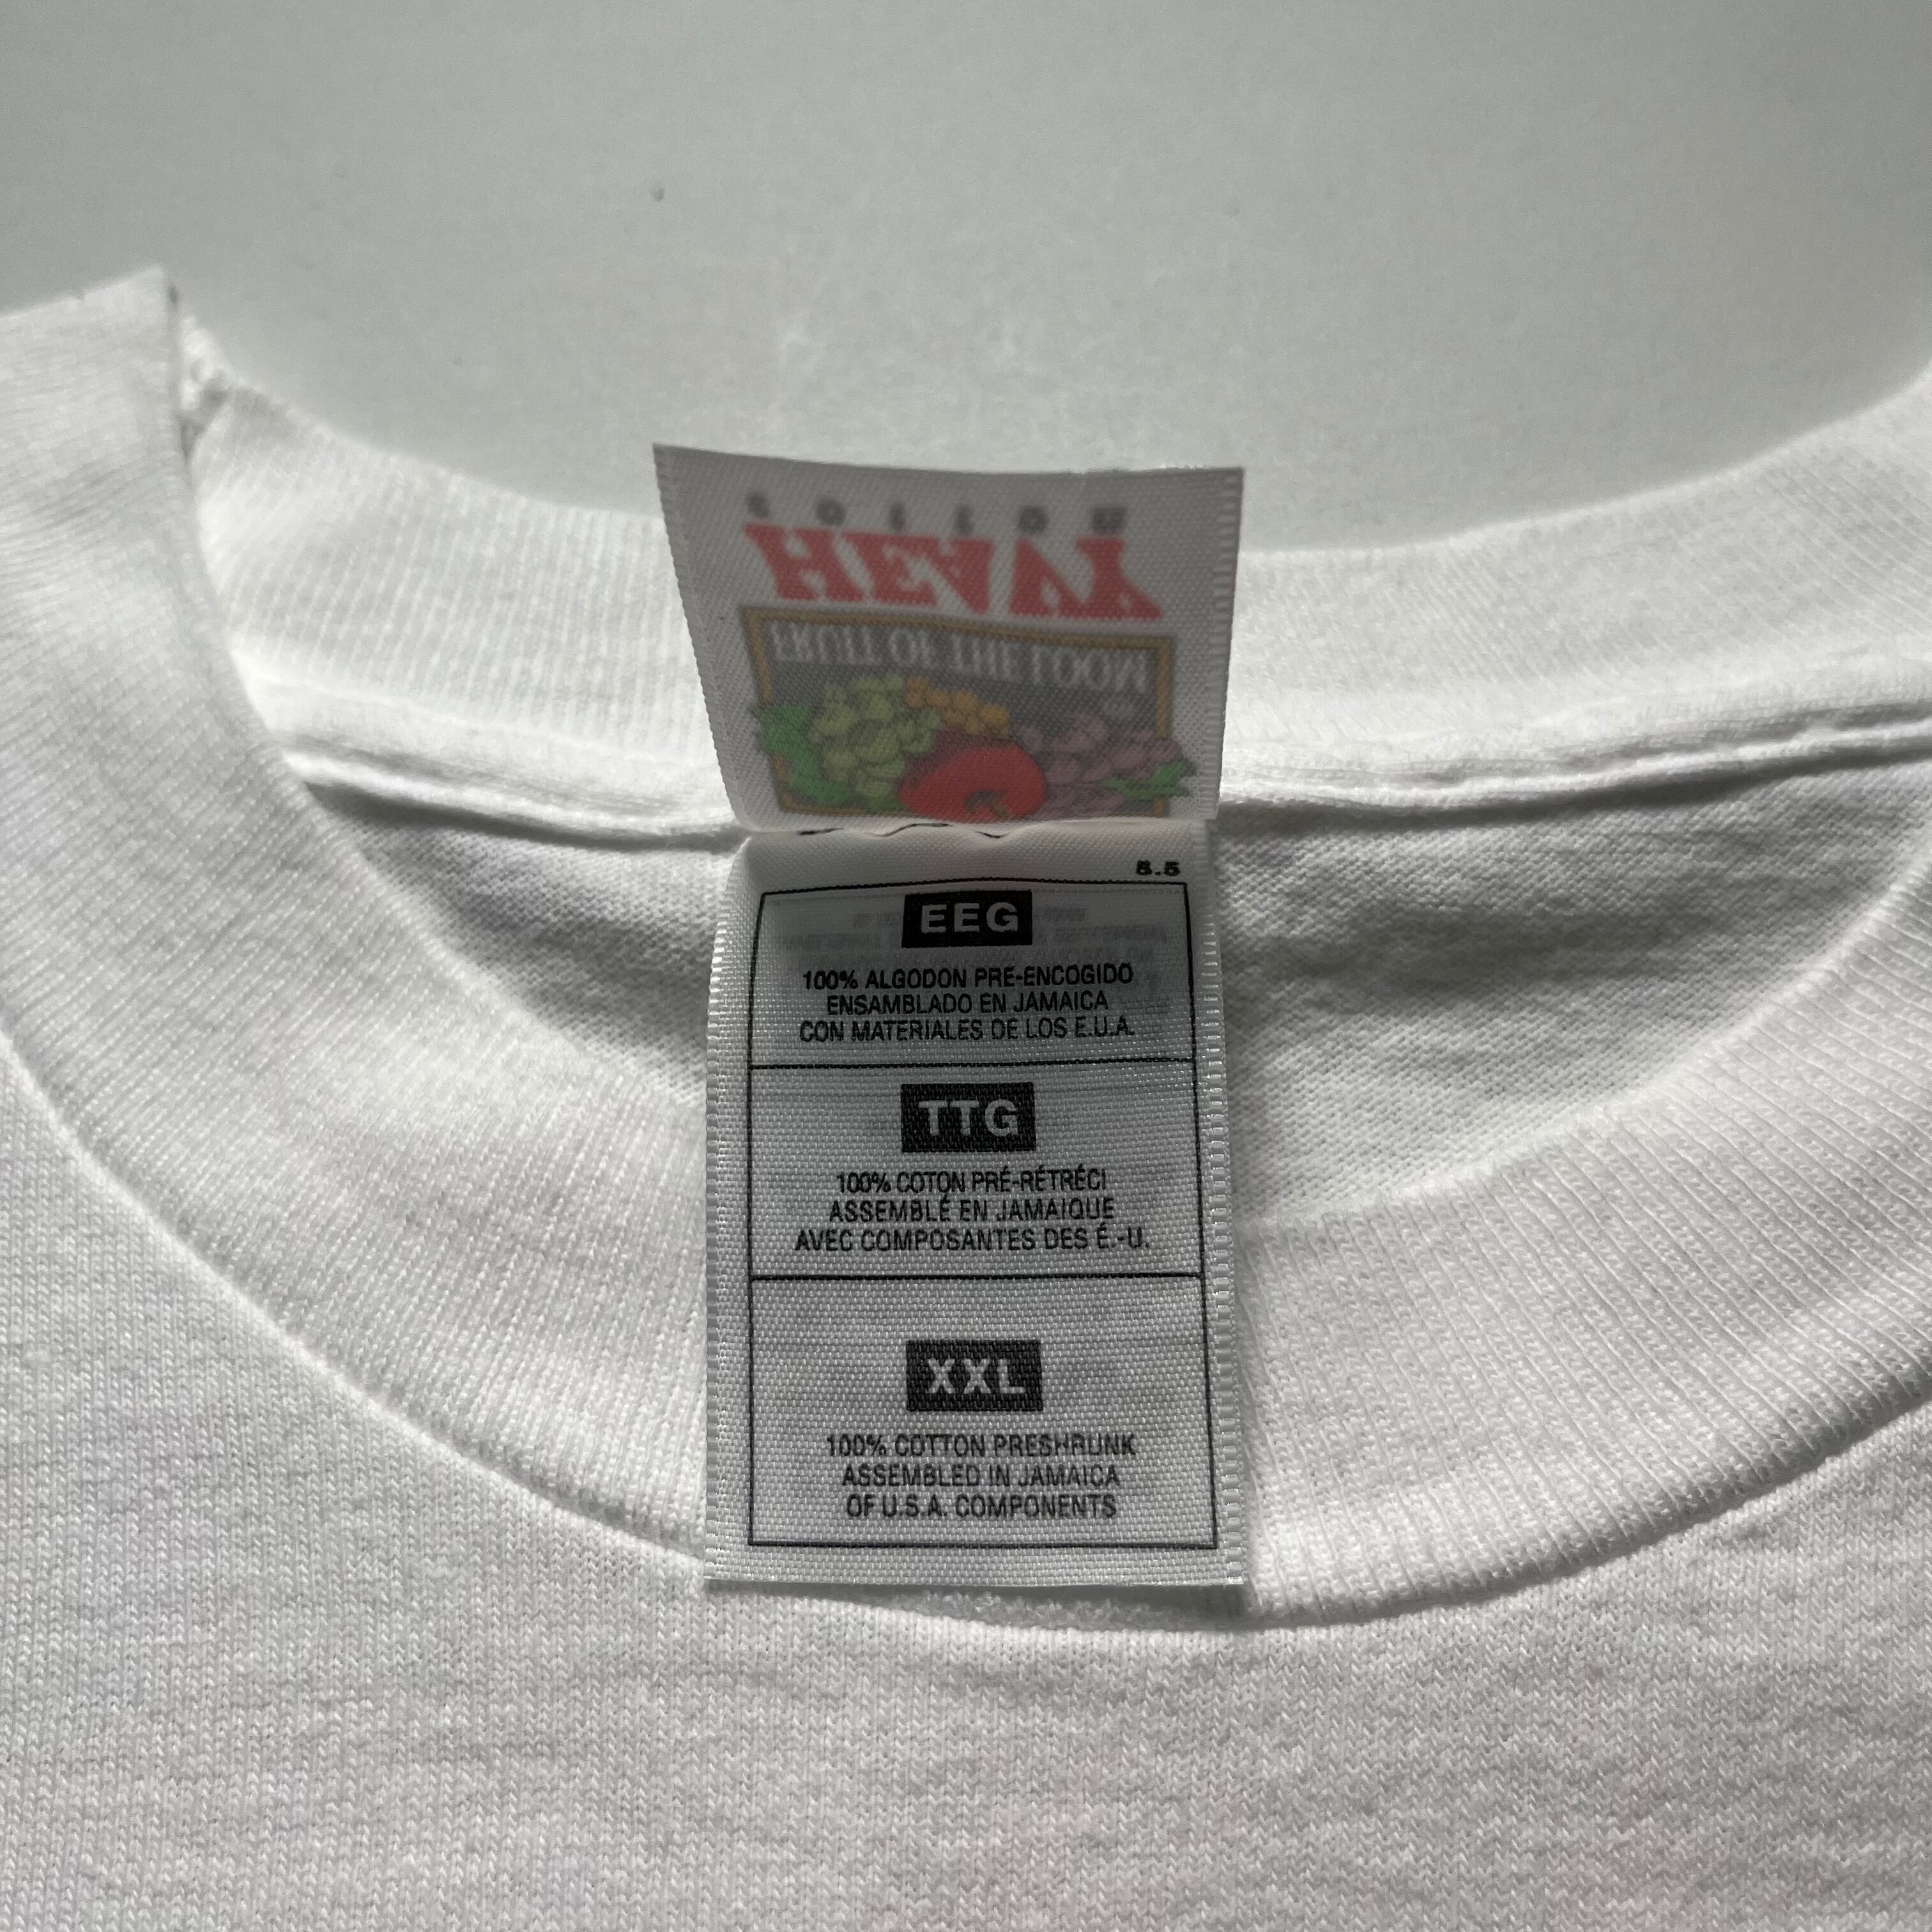 COTTON
HEAVY
FRUIT OF THE LOOM
5.5
EEG
100% ALGODON PRE-ENCOGIDO
ENSAMBLADO EN JAMAICA
CON MATERIALES DE LOS E.U.A.
TTG
100% COTON PRÉ-RÉTRÉCI
ASSEMBLÉ EN JAMAIQUE
AVEC COMPOSANTES DES É.-U.
XXL
100% COTTON PRESHRUNK
ASSEMBLED IN JAMAICA
OF U.S.A. COMPONENTS